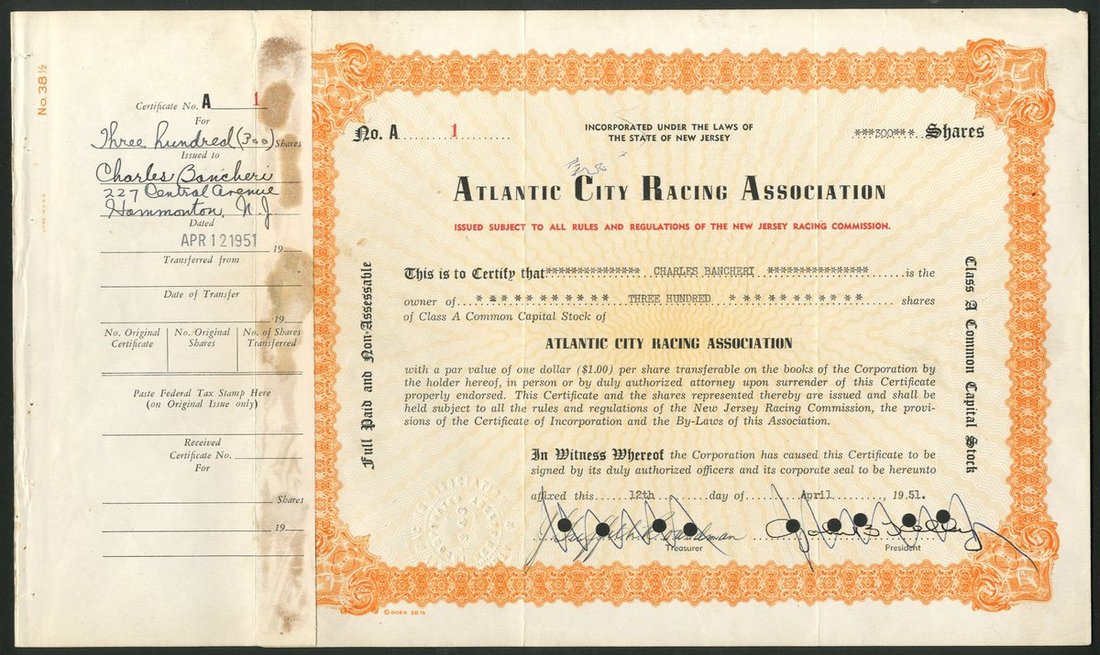 No. 38 ½
Certificate No. A 1
For
Three hundred (300) Shares
Issued to
Charles Bancheri
227 Central Avenue
Hammonton, N.J.
Dated
APR 12 1951 19
Transferred from
Date of Transfer
19
No. Original Certificate
No. Original Shares
No. of Shares Transferred
Paste Federal Tax Stamp Here
(on Original Issue only)
Received
Certificate No.
For
Shares
19
No. A 1
INCORPORATED UNDER THE LAWS OF
THE STATE OF NEW JERSEY
***300*** Shares
ATLANTIC CITY RACING ASSOCIATION
ISSUED SUBJECT TO ALL RULES AND REGULATIONS OF THE NEW JERSEY RACING COMMISSION.
Full Paid and Non-Assessable
This is to Certify that **************** CHARLES BANCHERI ***************** is the
owner of * * * * * * * * * * * THREE HUNDRED * * * * * * * * * * * shares
of Class A Common Capital Stock of
ATLANTIC CITY RACING ASSOCIATION
with a par value of one dollar ($1.00) per share transferable on the books of the Corporation by
the holder hereof, in person or by duly authorized attorney upon surrender of this Certificate
properly endorsed. This Certificate and the shares represented thereby are issued and shall be
held subject to all the rules and regulations of the New Jersey Racing Commission, the provi-
sions of the Certificate of Incorporation and the By-Laws of this Association.
In Witness Whereof the Corporation has caused this Certificate to be
signed by its duly authorized officers and its corporate seal to be hereunto
affixed this 12th day of April, 1951.
John B Kelly
Treasurer
President
Class A Common Capital Stock
© GOES 38 ½